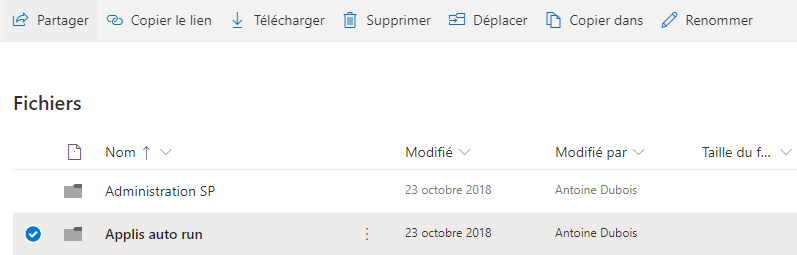 Partager Copier le lien Télécharger Supprimer Déplacer Copier dans Renommer
Fichiers
Nom Modifié Modifié par Taille du f...
Administration SP 23 octobre 2018 Antoine Dubois
Applis auto run 23 octobre 2018 Antoine Dubois